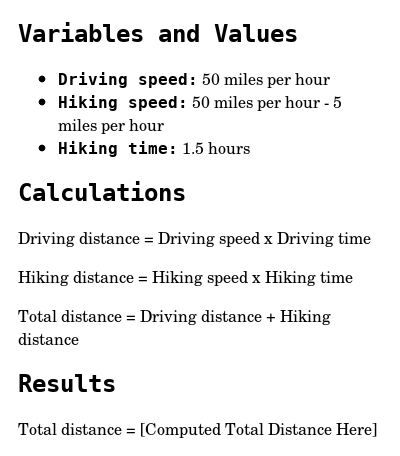 Variables and Values
Driving speed: 50 miles per hour
Hiking speed: 50 miles per hour - 5
miles per hour
Hiking time: 1.5 hours
Calculations
Driving distance = Driving speed x Driving time
Hiking distance = Hiking speed x Hiking time
Total distance = Driving distance + Hiking
distance
Results
Total distance = [Computed Total Distance Here]